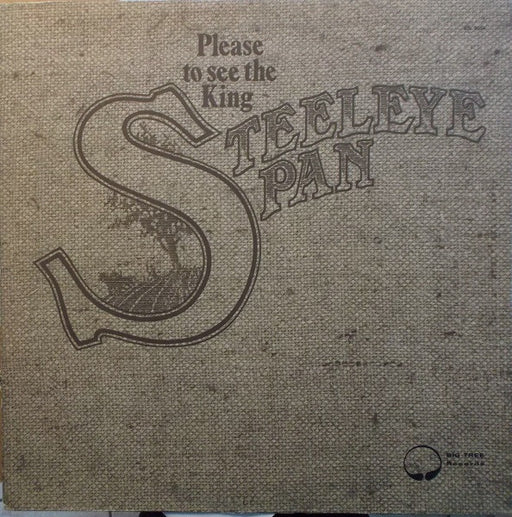 Please
to see the
King
STEELEYE
SPAN
BIG TREE
Records